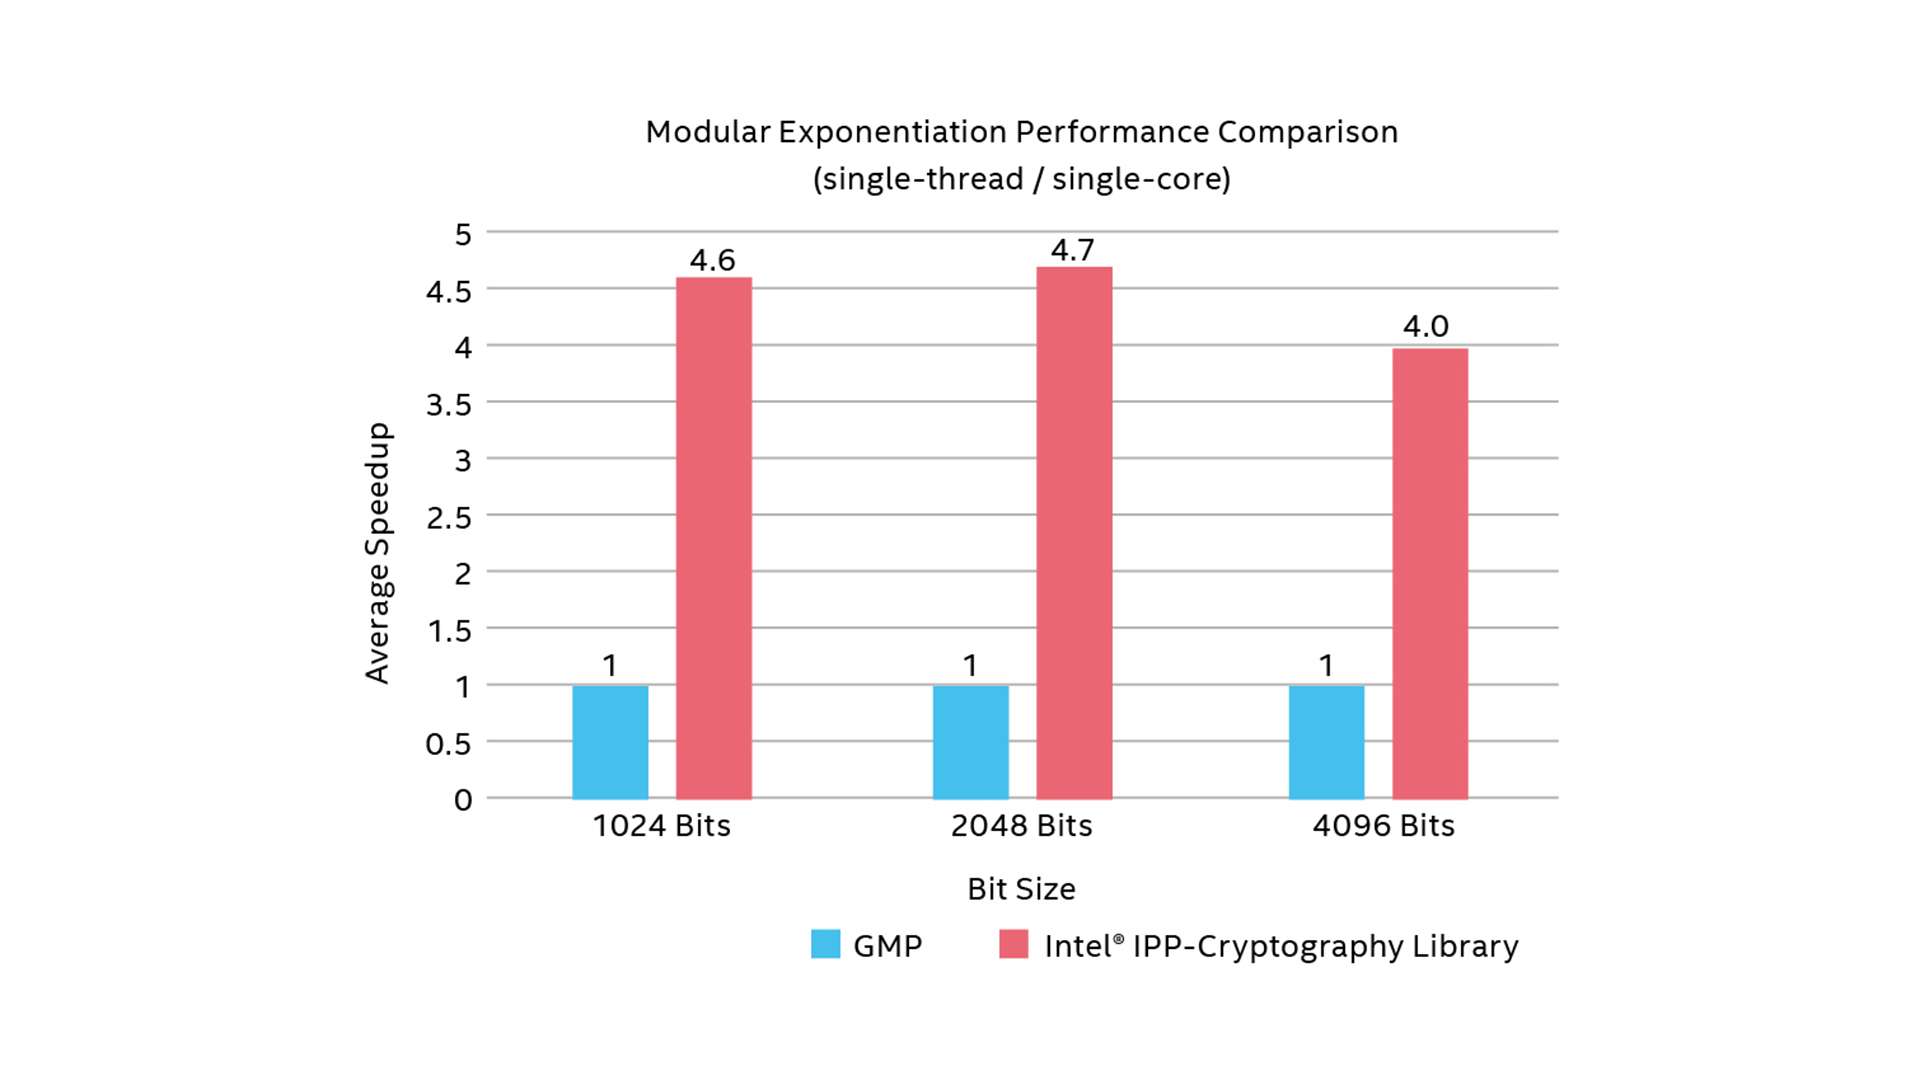 Modular Exponentiation Performance Comparison
(single-thread / single-core)
5
4.5
4
3.5
3
2.5
2
1.5
1
0.5
0
Average Speedup
1
4.6
1
4.7
1
4.0
1024 Bits
2048 Bits
4096 Bits
Bit Size
GMP
Intel® IPP-Cryptography Library